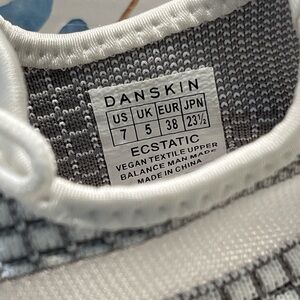 DANSKIN
US UK EUR JPN
7 5 38 23½
ECSTATIC
VEGAN TEXTILE UPPER
BALANCE MAN MADE
MADE IN CHINA